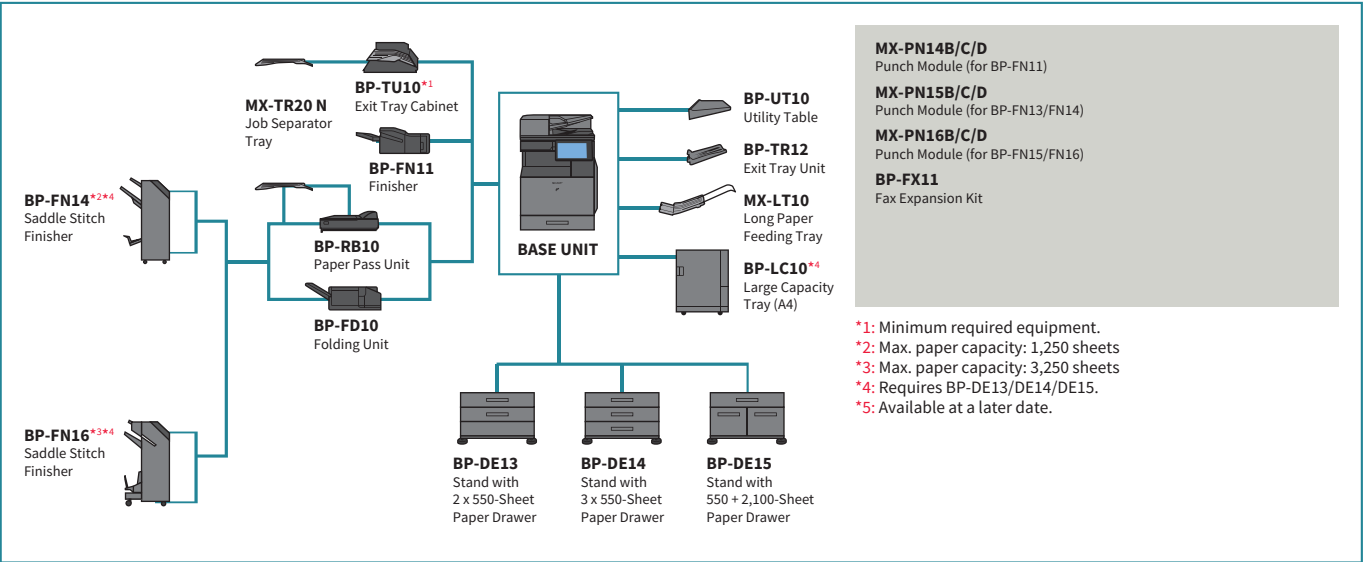 MX-TR20 N
Job Separator
Tray
BP-TU10*1
Exit Tray Cabinet
BP-FN11
Finisher
BP-FN14*2*4
Saddle Stitch
Finisher
BP-RB10
Paper Pass Unit
BP-FD10
Folding Unit
BP-FN16*3*4
Saddle Stitch
Finisher
BASE UNIT
BP-UT10
Utility Table
BP-TR12
Exit Tray Unit
MX-LT10
Long Paper
Feeding Tray
BP-LC10*4
Large Capacity
Tray (A4)
BP-DE13
Stand with
2 x 550-Sheet
Paper Drawer
BP-DE14
Stand with
3 x 550-Sheet
Paper Drawer
BP-DE15
Stand with
550 + 2,100-Sheet
Paper Drawer
MX-PN14B/C/D
Punch Module (for BP-FN11)
MX-PN15B/C/D
Punch Module (for BP-FN13/FN14)
MX-PN16B/C/D
Punch Module (for BP-FN15/FN16)
BP-FX11
Fax Expansion Kit
*1: Minimum required equipment.
*2: Max. paper capacity: 1,250 sheets
*3: Max. paper capacity: 3,250 sheets
*4: Requires BP-DE13/DE14/DE15.
*5: Available at a later date.